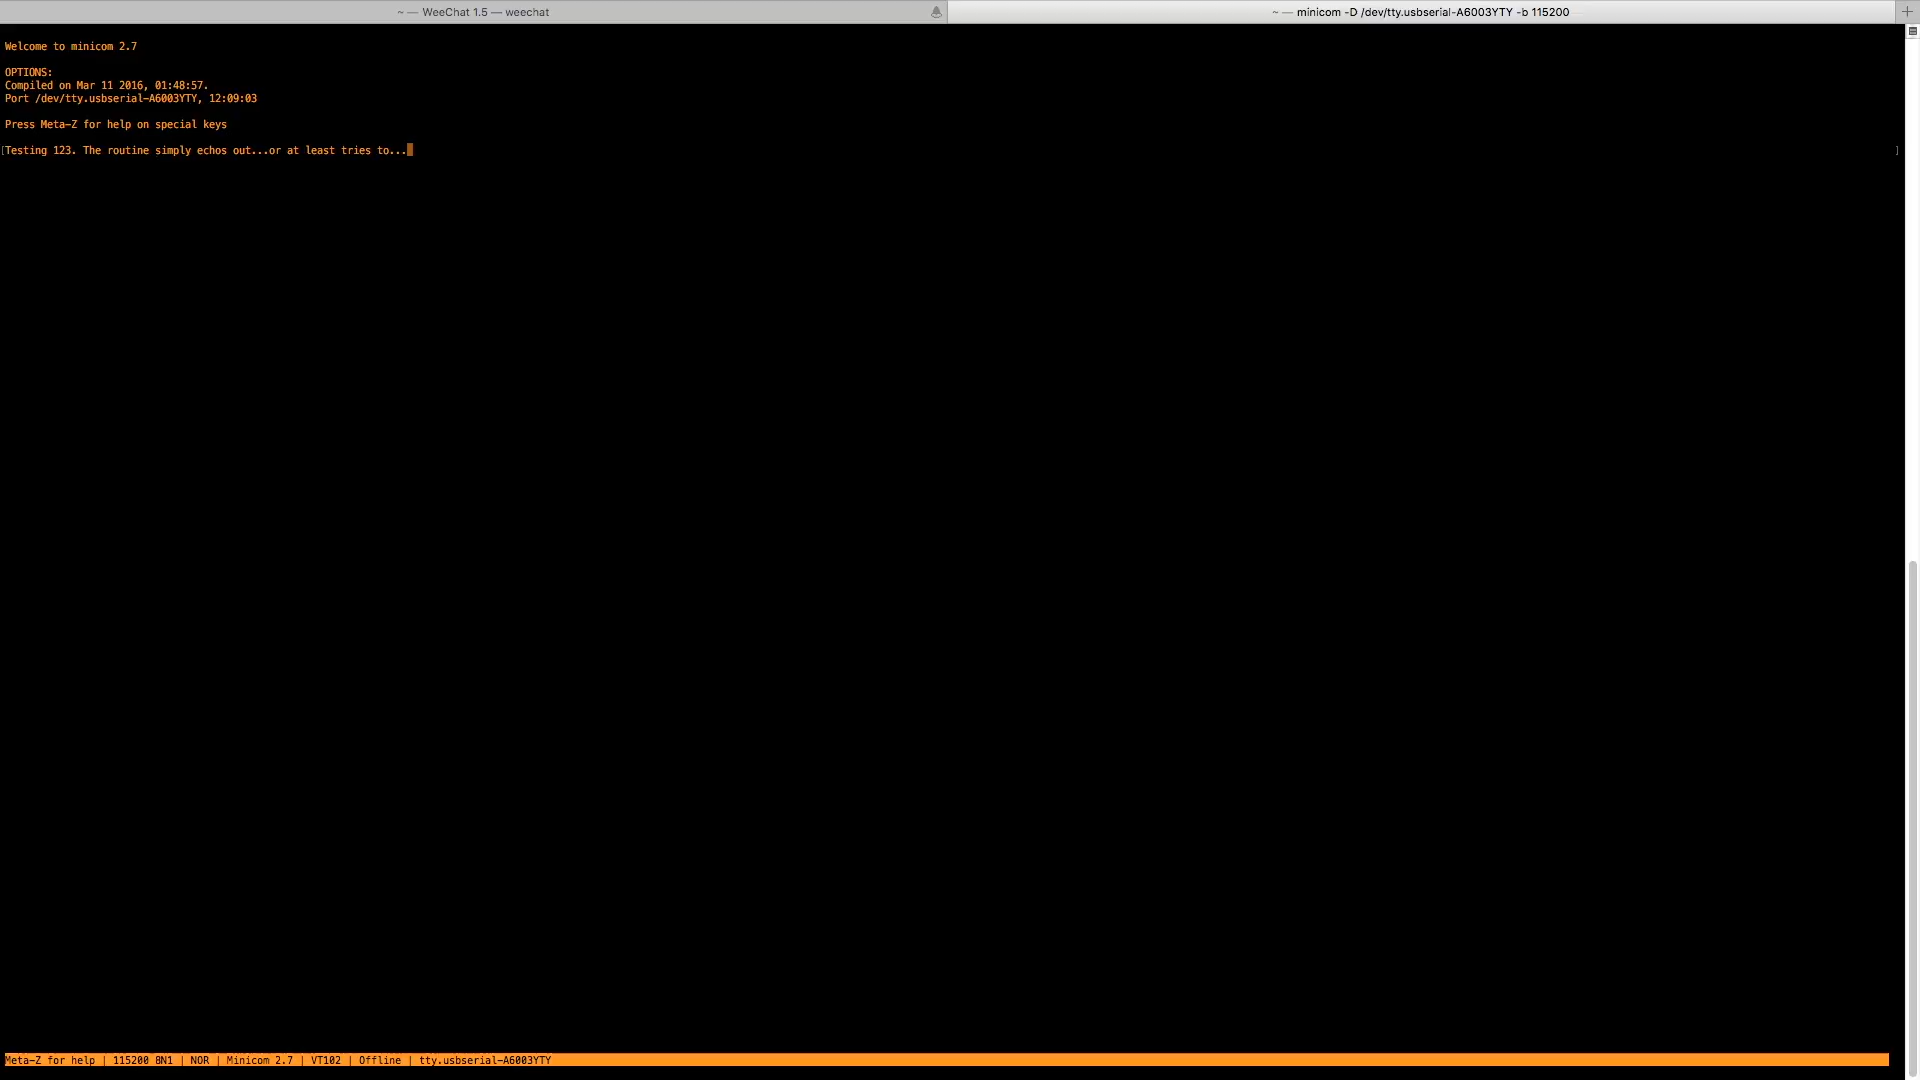 ~ — WeeChat 1.5 — weechat
~ — minicom -D /dev/tty.usbserial-A6003YTY -b 115200
Welcome to minicom 2.7
OPTIONS:
Compiled on Mar 11 2016, 01:48:57.
Port /dev/tty.usbserial-A6003YTY, 12:09:03
Press Meta-Z for help on special keys
[Testing 123. The routine simply echos out...or at least tries to... ]
Meta-Z for help | 115200 8N1 | NOR | Minicom 2.7 | VT102 | Offline | tty.usbserial-A6003YTY